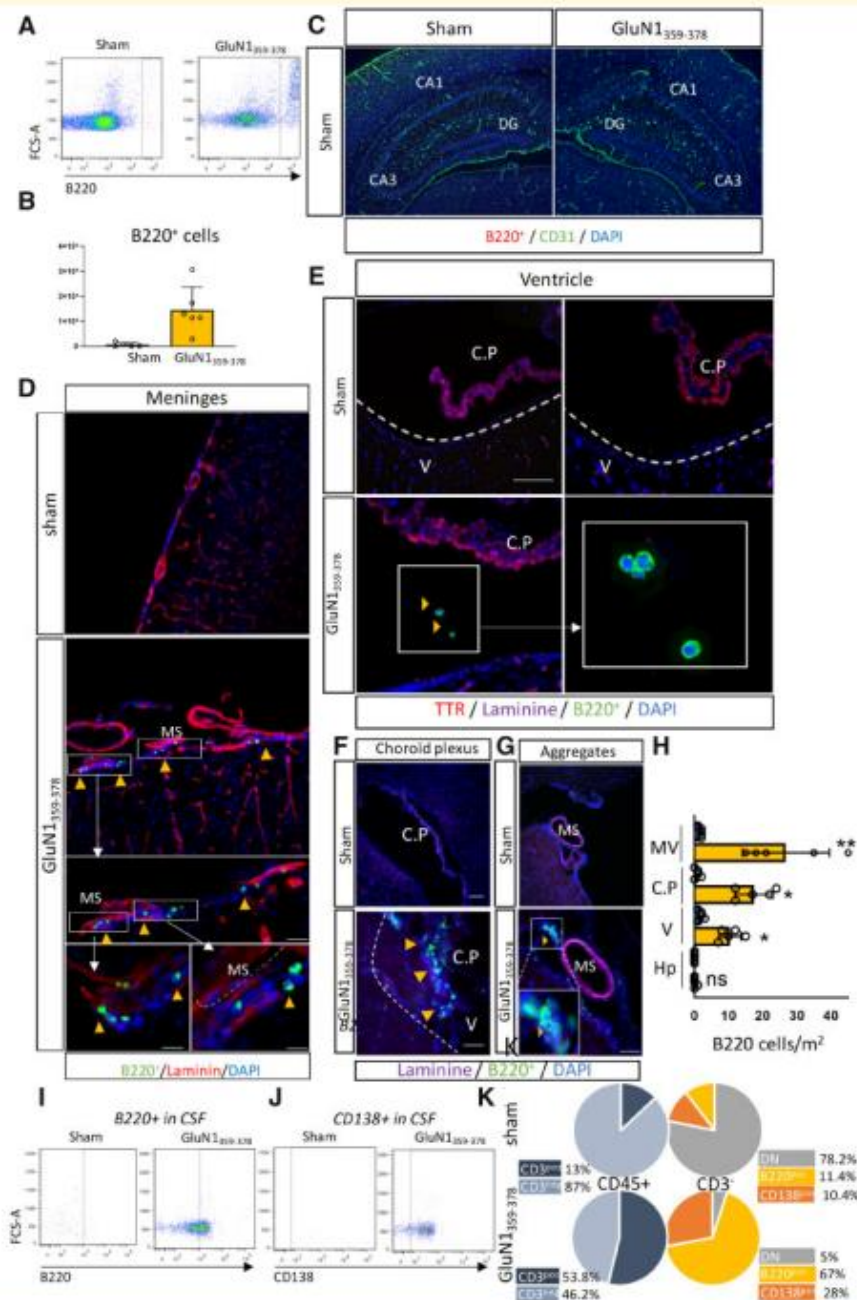 A
Sham
GluN1359-378
FCS-A
B220
B
B220+ cells
Sham
GluN1359-378
C
Sham
GluN1359-378
Sham
CA1
DG
CA3
CA1
DG
CA3
B220+ / CD31 / DAPI
D
Meninges
sham
GluN1359-378
MS
MS
MS
B220+/Laminin/DAPI
E
Ventricle
Sham
C.P
V
C.P
V
GluN1359-378
C.P
TTR / Laminine / B220+ / DAPI
F
Choroid plexus
Sham
C.P
GluN1359-378
C.P
V
G
Aggregates
Sham
MS
GluN1359-378
MS
K
Laminine / B220+ / DAPI
H
MV
**
C.P
*
V
*
Hp
ns
0 10 20 30 40
B220 cells/m2
I
B220+ in CSF
Sham
GluN1359-378
FCS-A
B220
J
CD138+ in CSF
Sham
GluN1359-378
CD138
K
sham
13%
87%
CD45+
CD3-
DN 78.2%
11.4%
10.4%
GluN1359-378
53.8%
46.2%
DN 5%
67%
28%